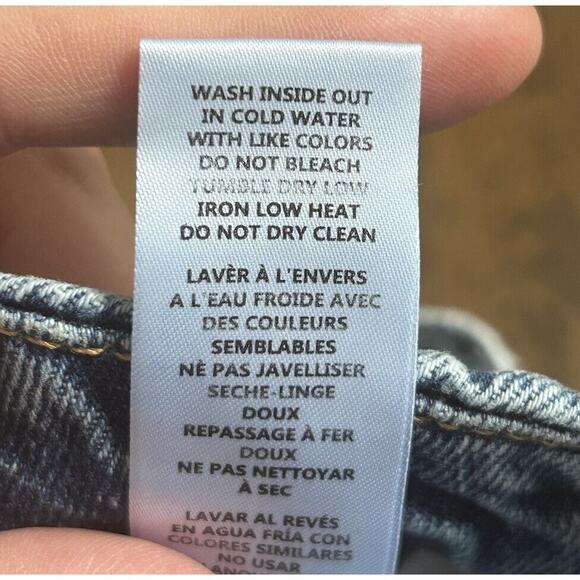 WASH INSIDE OUT
IN COLD WATER
WITH LIKE COLORS
DO NOT BLEACH
TUMBLE DRY LOW
IRON LOW HEAT
DO NOT DRY CLEAN
LAVÈR À L'ENVERS
A L'EAU FROIDE AVEC
DES COULEURS
SEMBLABLES
NÈ PAS JAVELLISER
SECHE-LINGE
DOUX
REPASSAGE À FER
DOUX
NE PAS NETTOYAR
À SEC
LAVAR AL REVÉS
EN AGUA FRÍA CON
COLORES SIMILARES
NO USAR